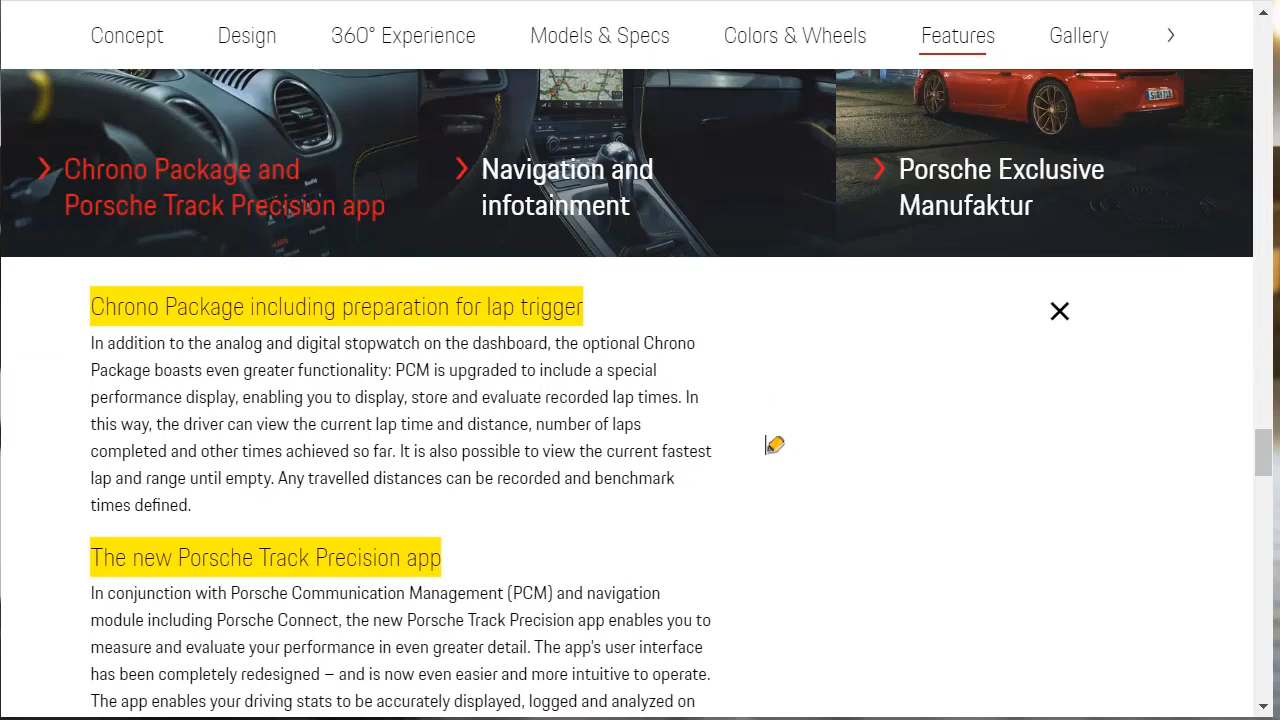 Concept Design 360° Experience Models & Specs Colors & Wheels Features Gallery
Chrono Package and
Porsche Track Precision app
Navigation and
infotainment
Porsche Exclusive
Manufaktur
Chrono Package including preparation for lap trigger
In addition to the analog and digital stopwatch on the dashboard, the optional Chrono
Package boasts even greater functionality: PCM is upgraded to include a special
performance display, enabling you to display, store and evaluate recorded lap times. In
this way, the driver can view the current lap time and distance, number of laps
completed and other times achieved so far. It is also possible to view the current fastest
lap and range until empty. Any travelled distances can be recorded and benchmark
times defined.
The new Porsche Track Precision app
In conjunction with Porsche Communication Management (PCM) and navigation
module including Porsche Connect, the new Porsche Track Precision app enables you to
measure and evaluate your performance in even greater detail. The app's user interface
has been completely redesigned – and is now even easier and more intuitive to operate.
The app enables your driving stats to be accurately displayed, logged and analyzed on